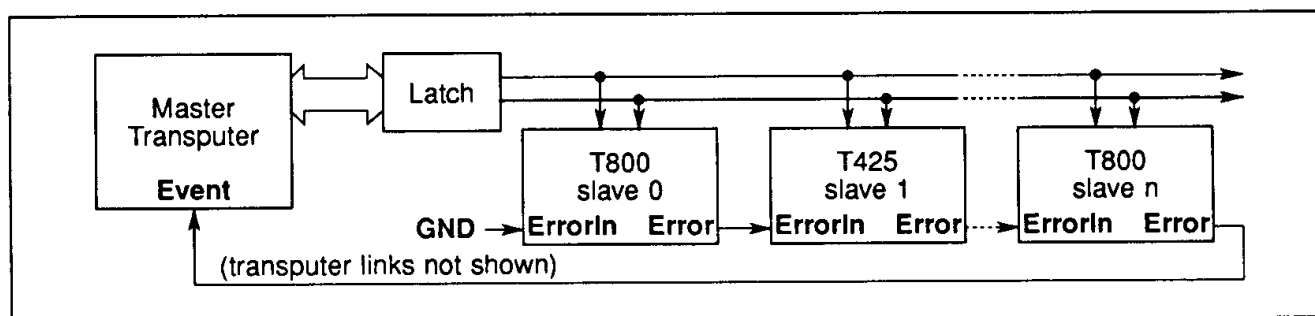 Master
Transputer
Event
Latch
T800
slave 0
ErrorIn Error
T425
slave 1
ErrorIn Error
T800
slave n
ErrorIn Error
GND
(transputer links not shown)